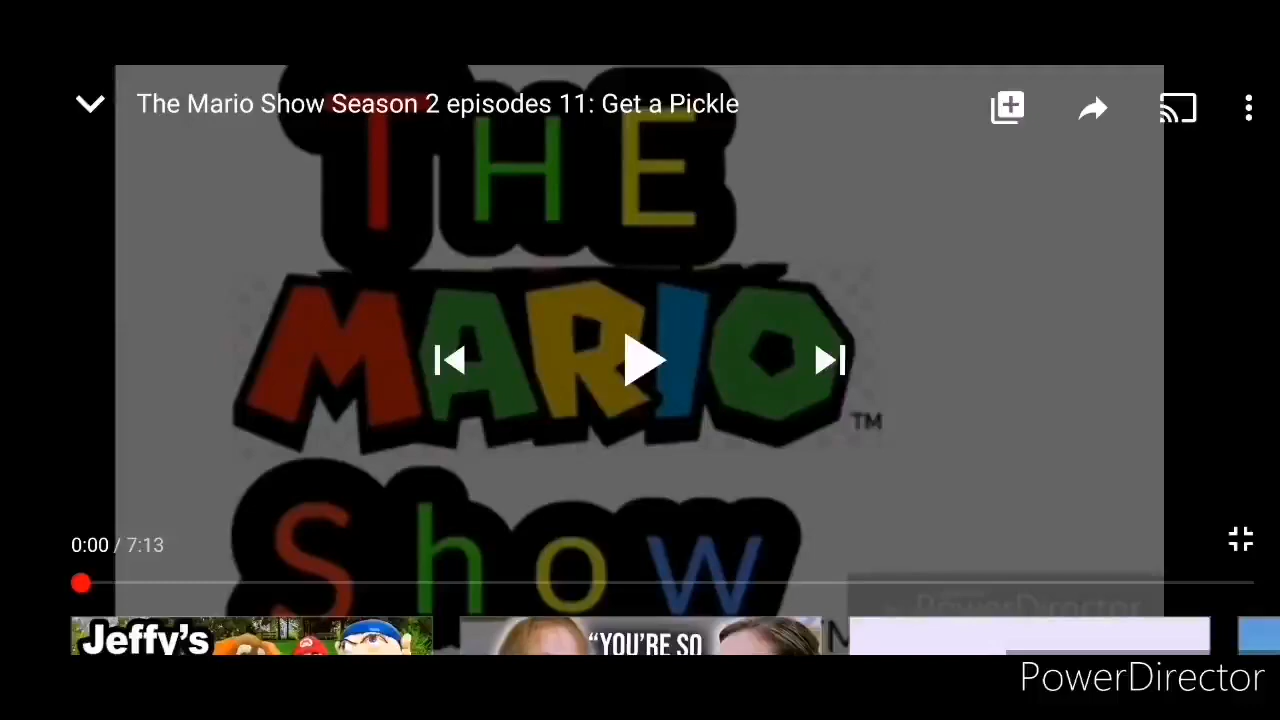 The Mario Show Season 2 episodes 11: Get a Pickle
THE
MARIO
TM
Show
0:00 / 7:13
PowerDirector
Jeffy's
"YOU'RE SO
PowerDirector